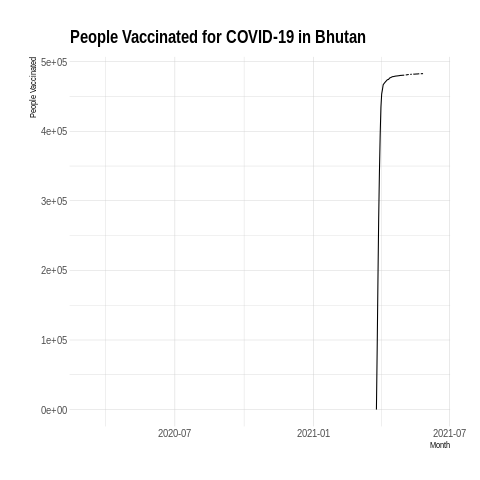 People Vaccinated for COVID-19 in Bhutan
People Vaccinated
5e+05
4e+05
3e+05
2e+05
1e+05
0e+00
2020-07 2021-01 2021-07
Month